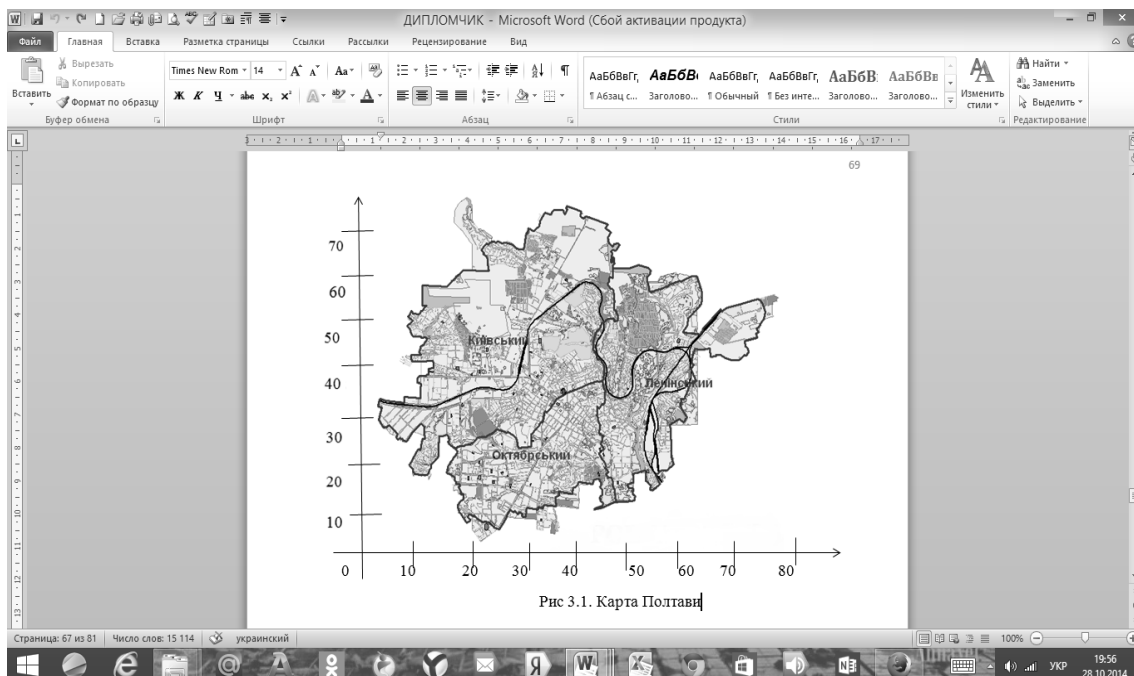 ДИПЛОМЧИК - Microsoft Word (Сбой активации продукта)
Файл Главная Вставка Разметка страницы Ссылки Рассылки Рецензирование Вид
Вставить
Вырезать
Копировать
Формат по образцу
Буфер обмена
Times New Rom 14
Ж К Ч abc x₂ x²
Шрифт
Абзац
АаБбВвГг, АаБбВ АаБбВвГг, АаБбВвГг, АаБбВ АаБбВв
¶ Абзац с... Заголово... ¶ Обычный ¶ Без инте... Заголово... Заголово...
Изменить стили
Стили
Найти
Заменить
Выделить
Редактирование
69
70
60
50
40
30
20
10
Київський
Ленінський
Октябрський
0 10 20 30 40 50 60 70 80
Рис 3.1. Карта Полтави
Страница: 67 из 81 Число слов: 15 114 украинский 100%
УКР
19:56
28.10.2014